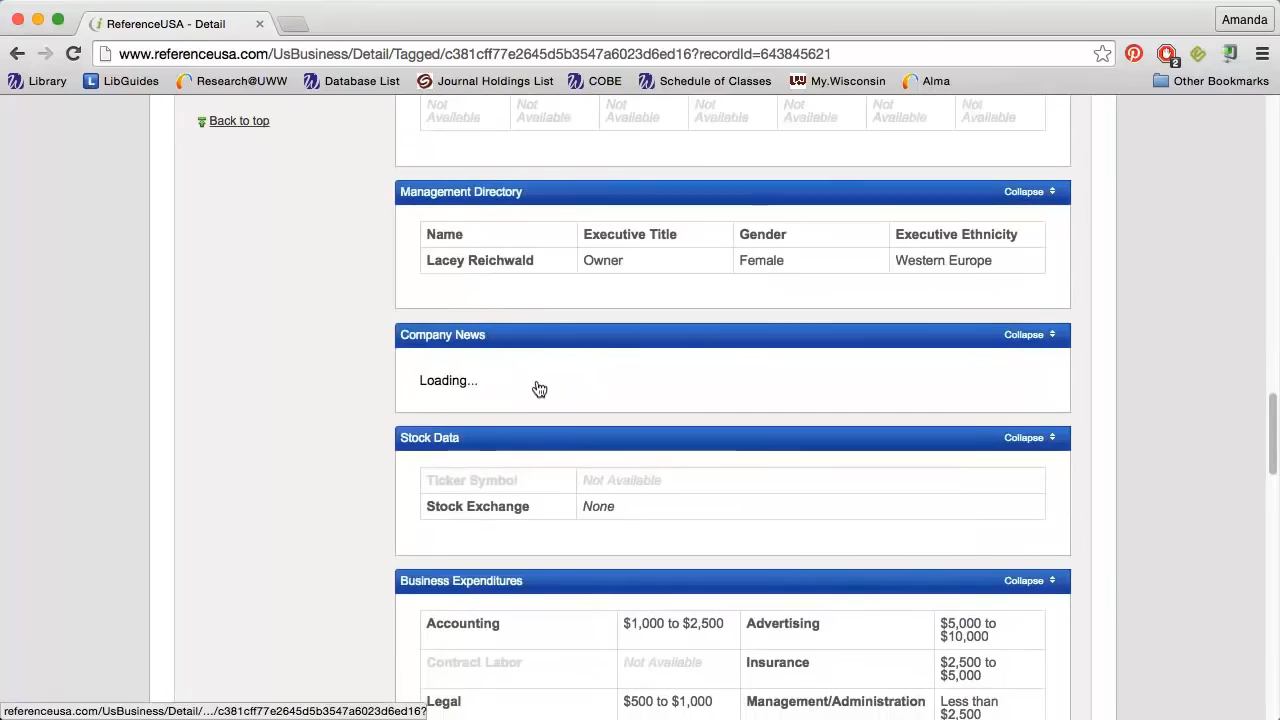 ReferenceUSA - Detail
Amanda
www.referenceusa.com/UsBusiness/Detail/Tagged/c381cff77e2645d5b3547a6023d6ed16?recordId=643845621
2
Library LibGuides Research@UWW Database List Journal Holdings List COBE Schedule of Classes My.Wisconsin Alma Other Bookmarks
Back to top
Not Available Not Available Not Available Not Available Not Available Not Available Not Available
Management Directory Collapse
Name Executive Title Gender Executive Ethnicity
Lacey Reichwald Owner Female Western Europe
Company News Collapse
Loading...
Stock Data Collapse
Ticker Symbol Not Available
Stock Exchange None
Business Expenditures Collapse
Accounting $1,000 to $2,500 Advertising $5,000 to $10,000
Contract Labor Not Available Insurance $2,500 to $5,000
Legal $500 to $1,000 Management/Administration Less than $2,500
referenceusa.com/UsBusiness/Detail/.../c381cff77e2645d5b3547a6023d6ed16?